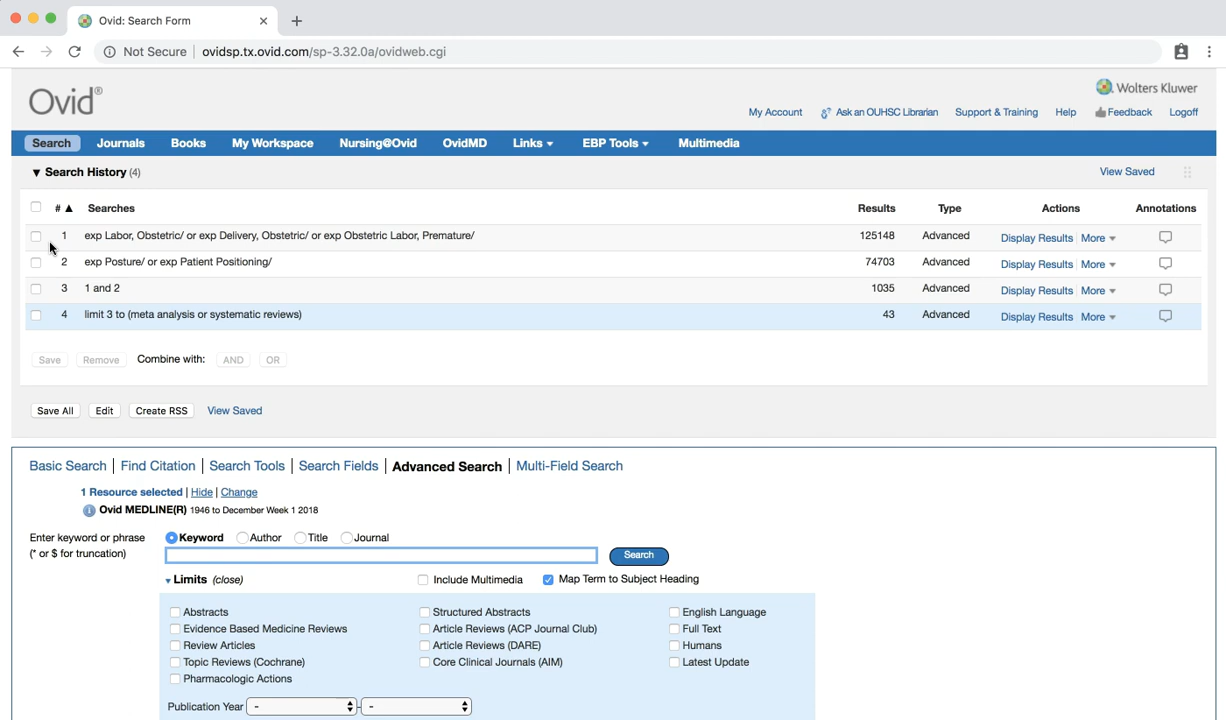 Ovid: Search Form
Not Secure ovidsp.tx.ovid.com/sp-3.32.0a/ovidweb.cgi
Ovid®
Wolters Kluwer
My Account Ask an OUHSC Librarian Support & Training Help Feedback Logoff
Search Journals Books My Workspace Nursing@Ovid OvidMD Links EBP Tools Multimedia
Search History (4) View Saved
# Searches Results Type Actions Annotations
1 exp Labor, Obstetric/ or exp Delivery, Obstetric/ or exp Obstetric Labor, Premature/ 125148 Advanced Display Results More
2 exp Posture/ or exp Patient Positioning/ 74703 Advanced Display Results More
3 1 and 2 1035 Advanced Display Results More
4 limit 3 to (meta analysis or systematic reviews) 43 Advanced Display Results More
Save Remove Combine with: AND OR
Save All Edit Create RSS View Saved
Basic Search | Find Citation | Search Tools | Search Fields | Advanced Search | Multi-Field Search
1 Resource selected | Hide | Change
Ovid MEDLINE(R) 1946 to December Week 1 2018
Enter keyword or phrase Keyword Author Title Journal
(* or $ for truncation) Search
Limits (close) Include Multimedia Map Term to Subject Heading
Abstracts Structured Abstracts English Language
Evidence Based Medicine Reviews Article Reviews (ACP Journal Club) Full Text
Review Articles Article Reviews (DARE) Humans
Topic Reviews (Cochrane) Core Clinical Journals (AIM) Latest Update
Pharmacologic Actions
Publication Year - - -